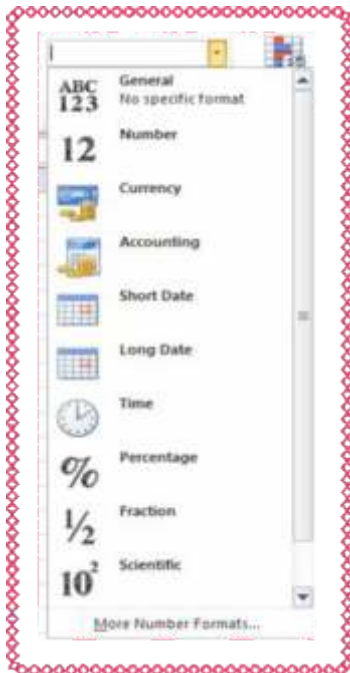 ABC
123
General
No specific format
12
Number
Currency
Accounting
Short Date
Long Date
Time
%
Percentage
1/2
Fraction
10²
Scientific
More Number Formats...